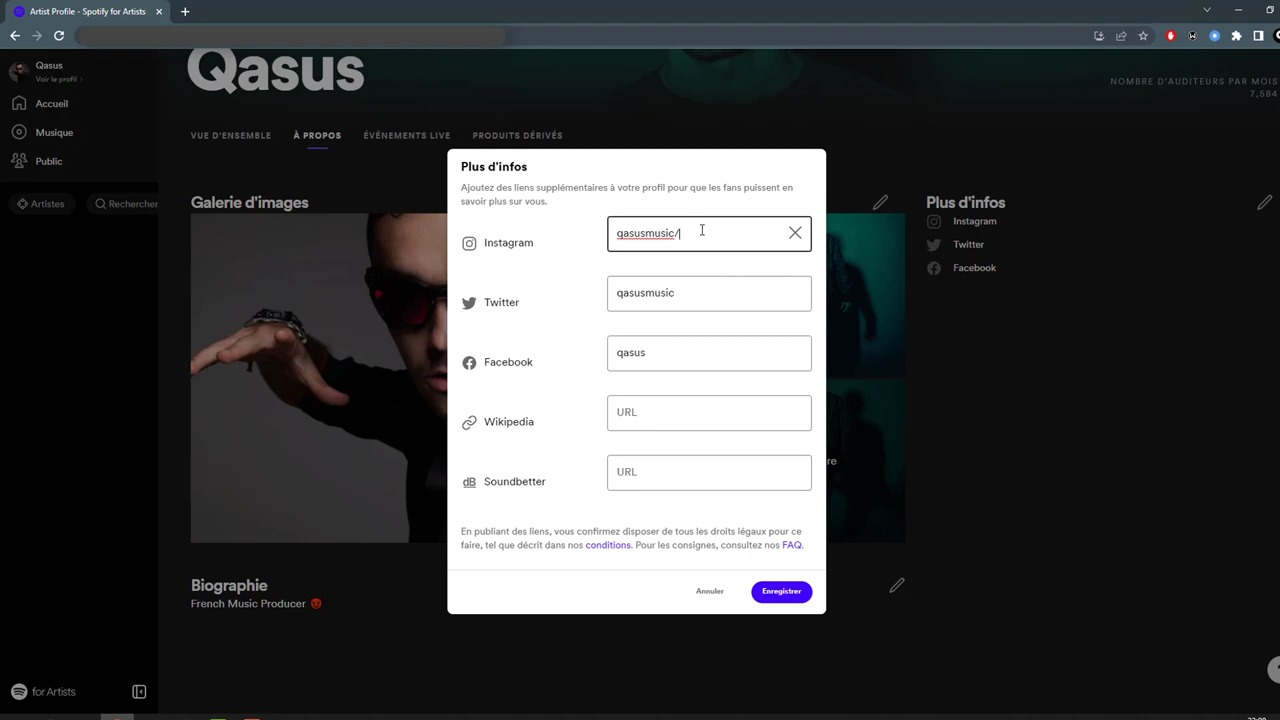 Artist Profile - Spotify for Artists
Qasus
Voir le profil
Accueil
Musique
Public
Artistes
Rechercher
for Artists
Qasus
NOMBRE D'AUDITEURS PAR MOIS
7,584
VUE D'ENSEMBLE
À PROPOS
ÉVÉNEMENTS LIVE
PRODUITS DÉRIVÉS
Galerie d'images
Biographie
French Music Producer
Plus d'infos
Ajoutez des liens supplémentaires à votre profil pour que les fans puissent en
savoir plus sur vous.
Instagram
qasusmusic/
Twitter
qasusmusic
Facebook
qasus
Wikipedia
URL
dB Soundbetter
URL
En publiant des liens, vous confirmez disposer de tous les droits légaux pour ce
faire, tel que décrit dans nos conditions. Pour les consignes, consultez nos FAQ.
Annuler
Enregistrer
re
Plus d'infos
Instagram
Twitter
Facebook